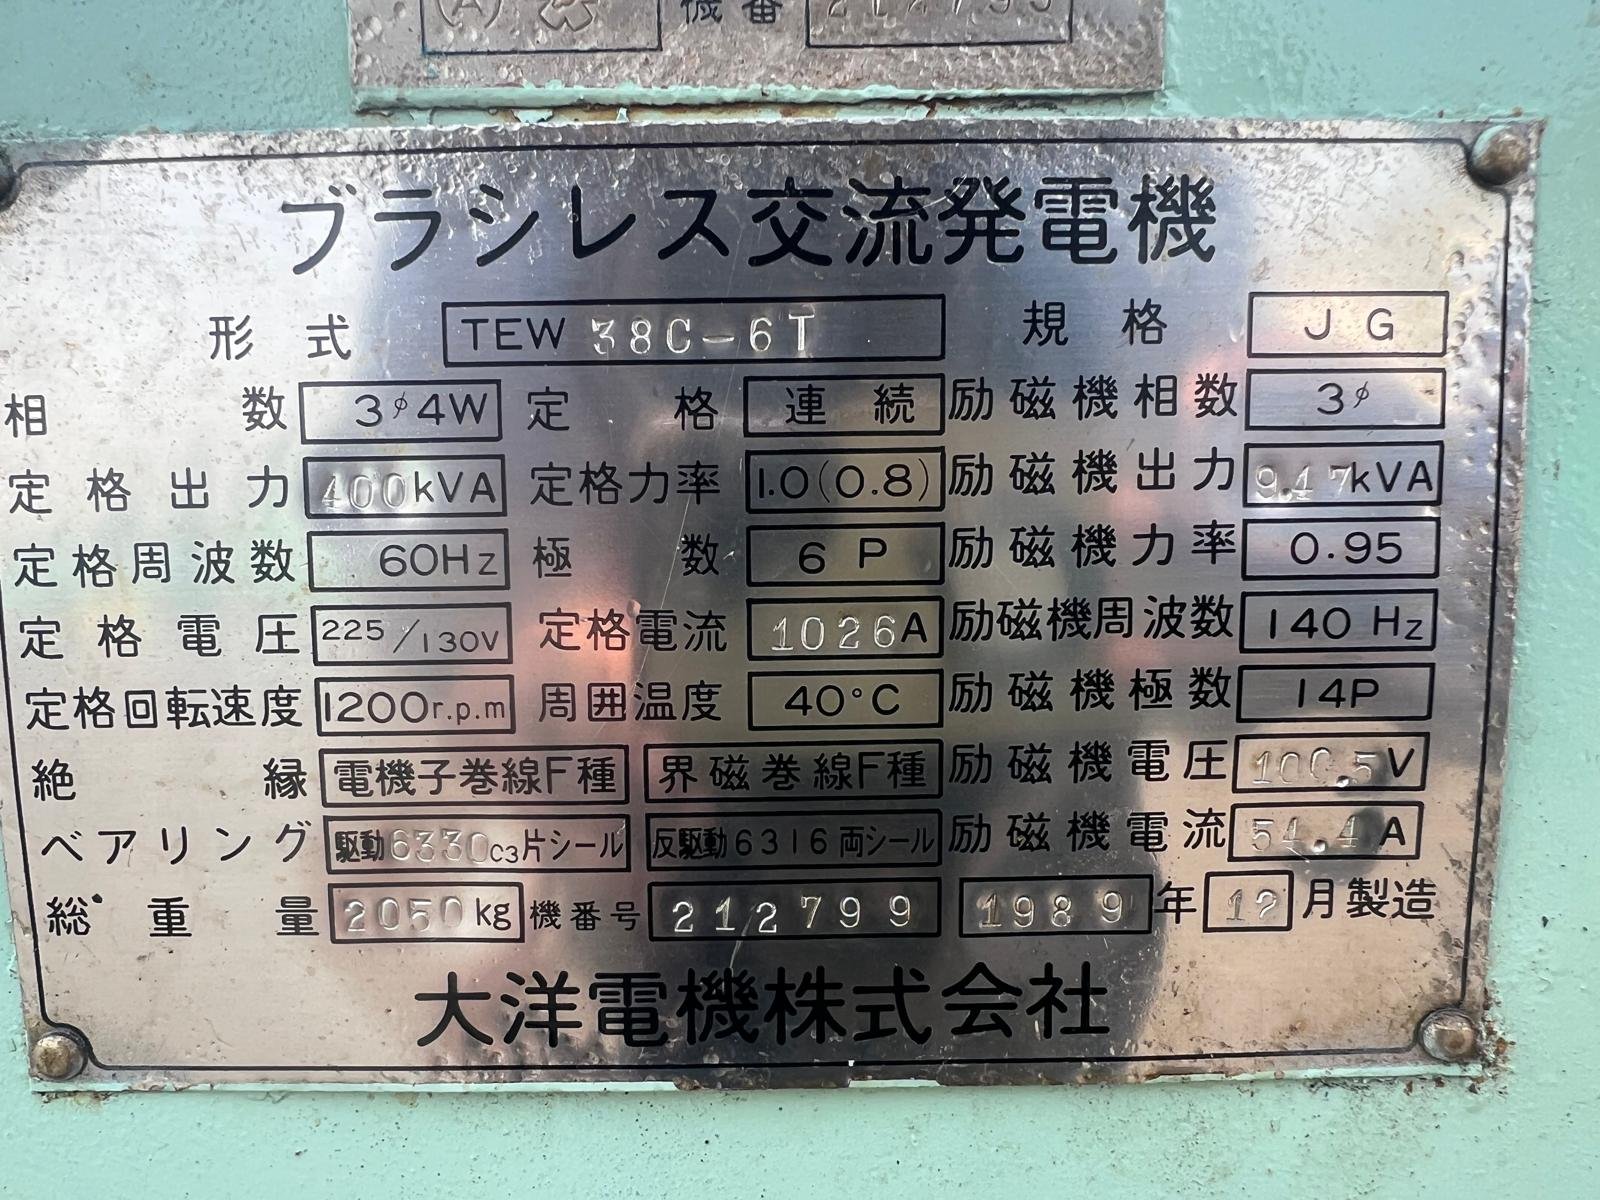 機番 212799
ブラシレス交流発電機
形式 TEW 38C-6T 規格 JG
相数 3φ4W 定格 連続 励磁機相数 3φ
定格出力 400kVA 定格力率 1.0(0.8) 励磁機出力 9.47kVA
定格周波数 60Hz 極数 6P 励磁機力率 0.95
定格電圧 225/130V 定格電流 1026A 励磁機周波数 140Hz
定格回転速度 1200r.p.m 周囲温度 40°C 励磁機極数 14P
絶縁 電機子巻線F種 界磁巻線F種 励磁機電圧 100.5V
ベアリング 駆動6330C3片シール 反駆動6316両シール 励磁機電流 54.4A
総重量 2050kg 機番号 212799 1989年12月製造
大洋電機株式会社